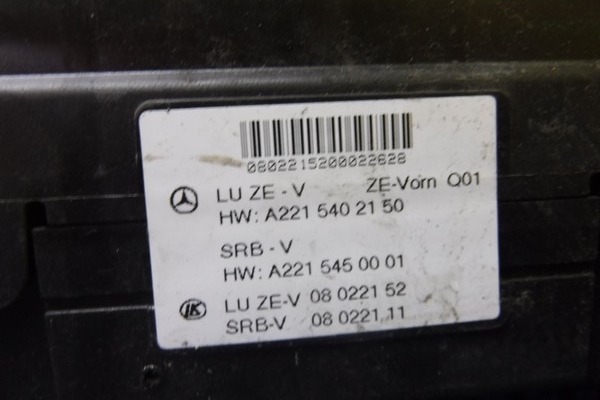 0802215200022628
LU ZE - V ZE-Vorn Q01
HW: A221 540 21 50
SRB - V
HW: A221 545 00 01
LK LU ZE-V 08 0221 52
SRB-V 08 0221.11